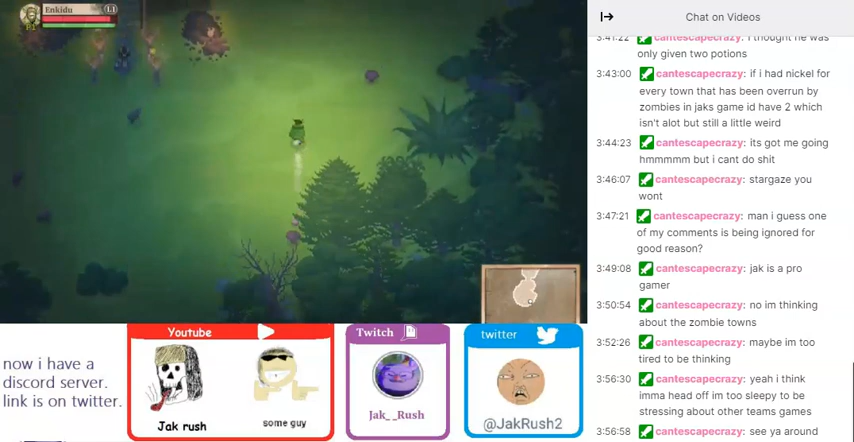 Enkidu
L1
P1
Chat on Videos
3:41:22 cantescapecrazy: i thought he was
only given two potions
3:43:00 cantescapecrazy: if i had nickel for
every town that has been overrun by
zombies in jaks game id have 2 which
isn't alot but still a little weird
3:44:23 cantescapecrazy: its got me going
hmmmmm but i cant do shit
3:46:07 cantescapecrazy: stargaze you
wont
3:47:21 cantescapecrazy: man i guess one
of my comments is being ignored for
good reason?
3:49:08 cantescapecrazy: jak is a pro
gamer
3:50:54 cantescapecrazy: no im thinking
about the zombie towns
3:52:26 cantescapecrazy: maybe im too
tired to be thinking
3:56:30 cantescapecrazy: yeah i think
imma head off im too sleepy to be
stressing about other teams games
3:56:58 cantescapecrazy: see ya around
now i have a
discord server.
link is on twitter.
Youtube
Jak rush
some guy
Twitch
Jak__Rush
twitter
@JakRush2